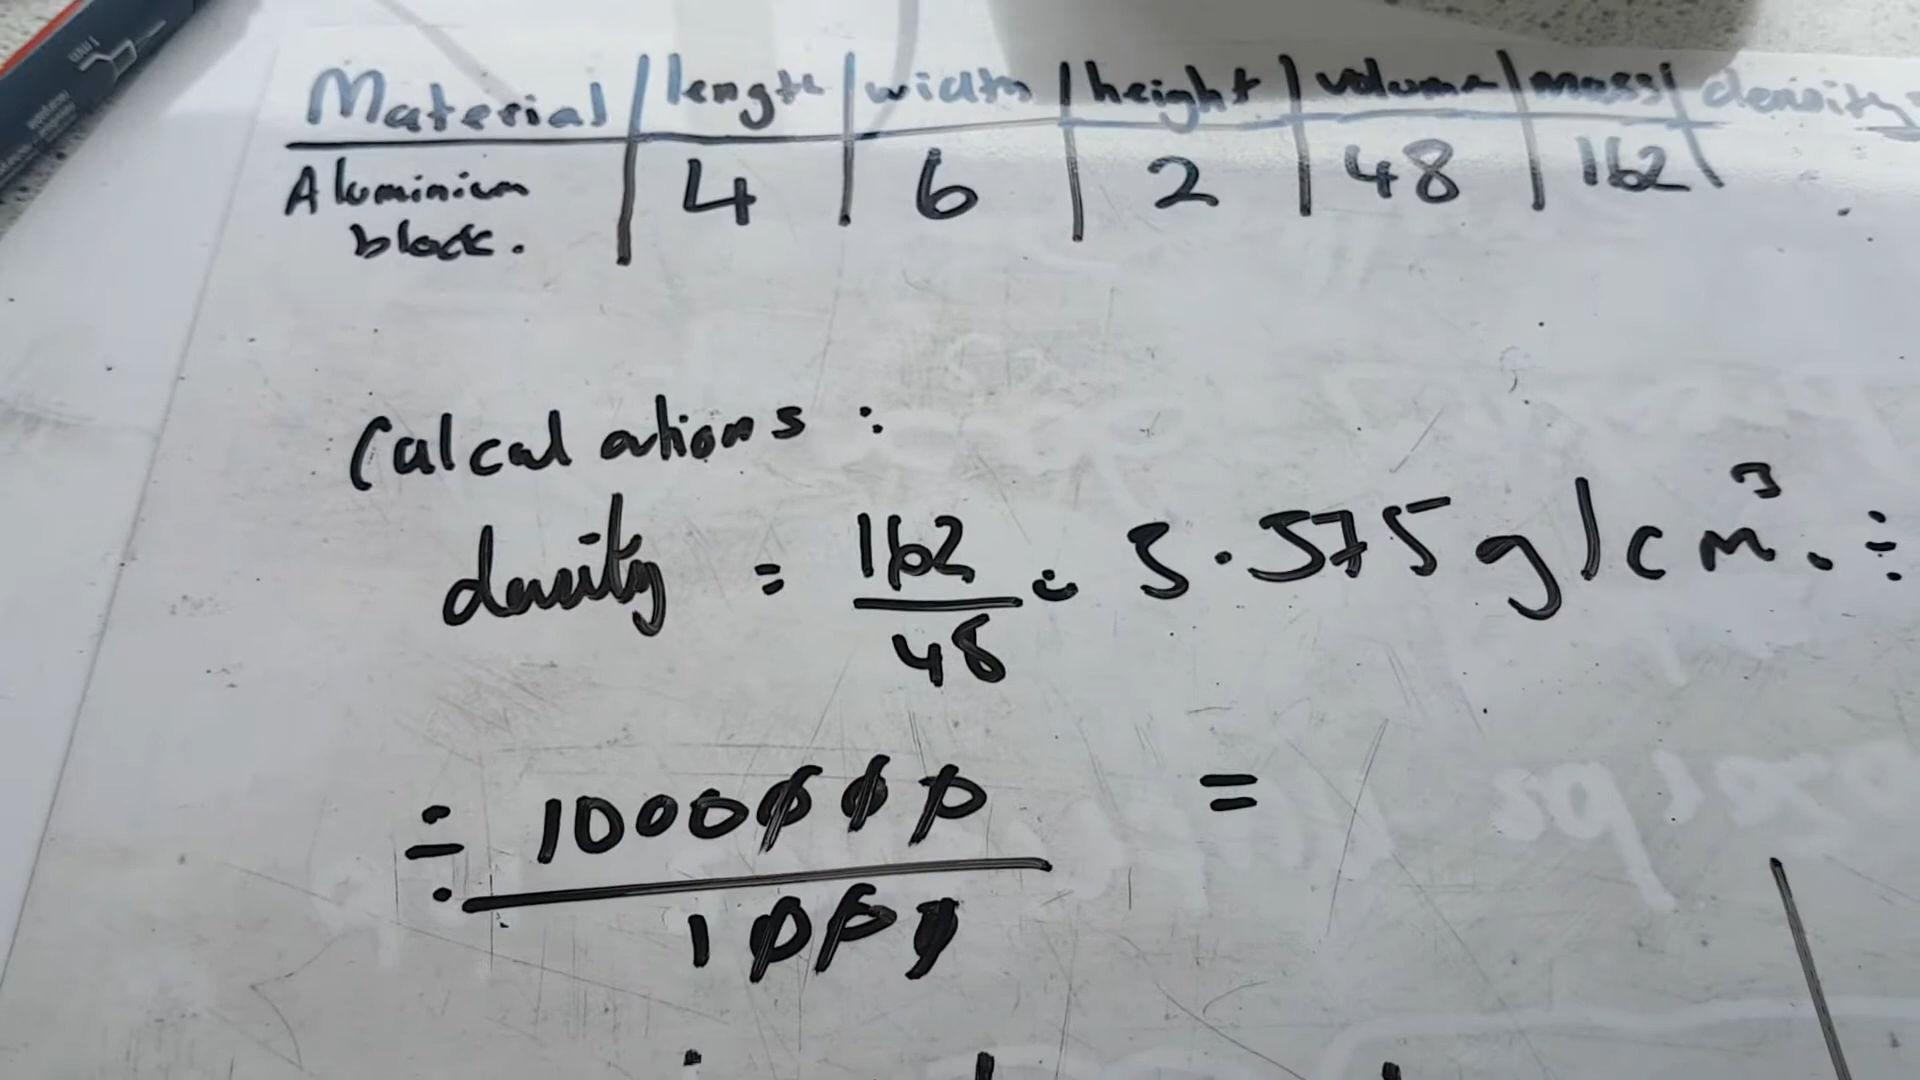 Material length width height volume mass density
Aluminium 4 6 2 48 162
block.
Calculations :
density = 162/48 = 3.375 g/cm³. ÷
÷ 1000000/1000 =